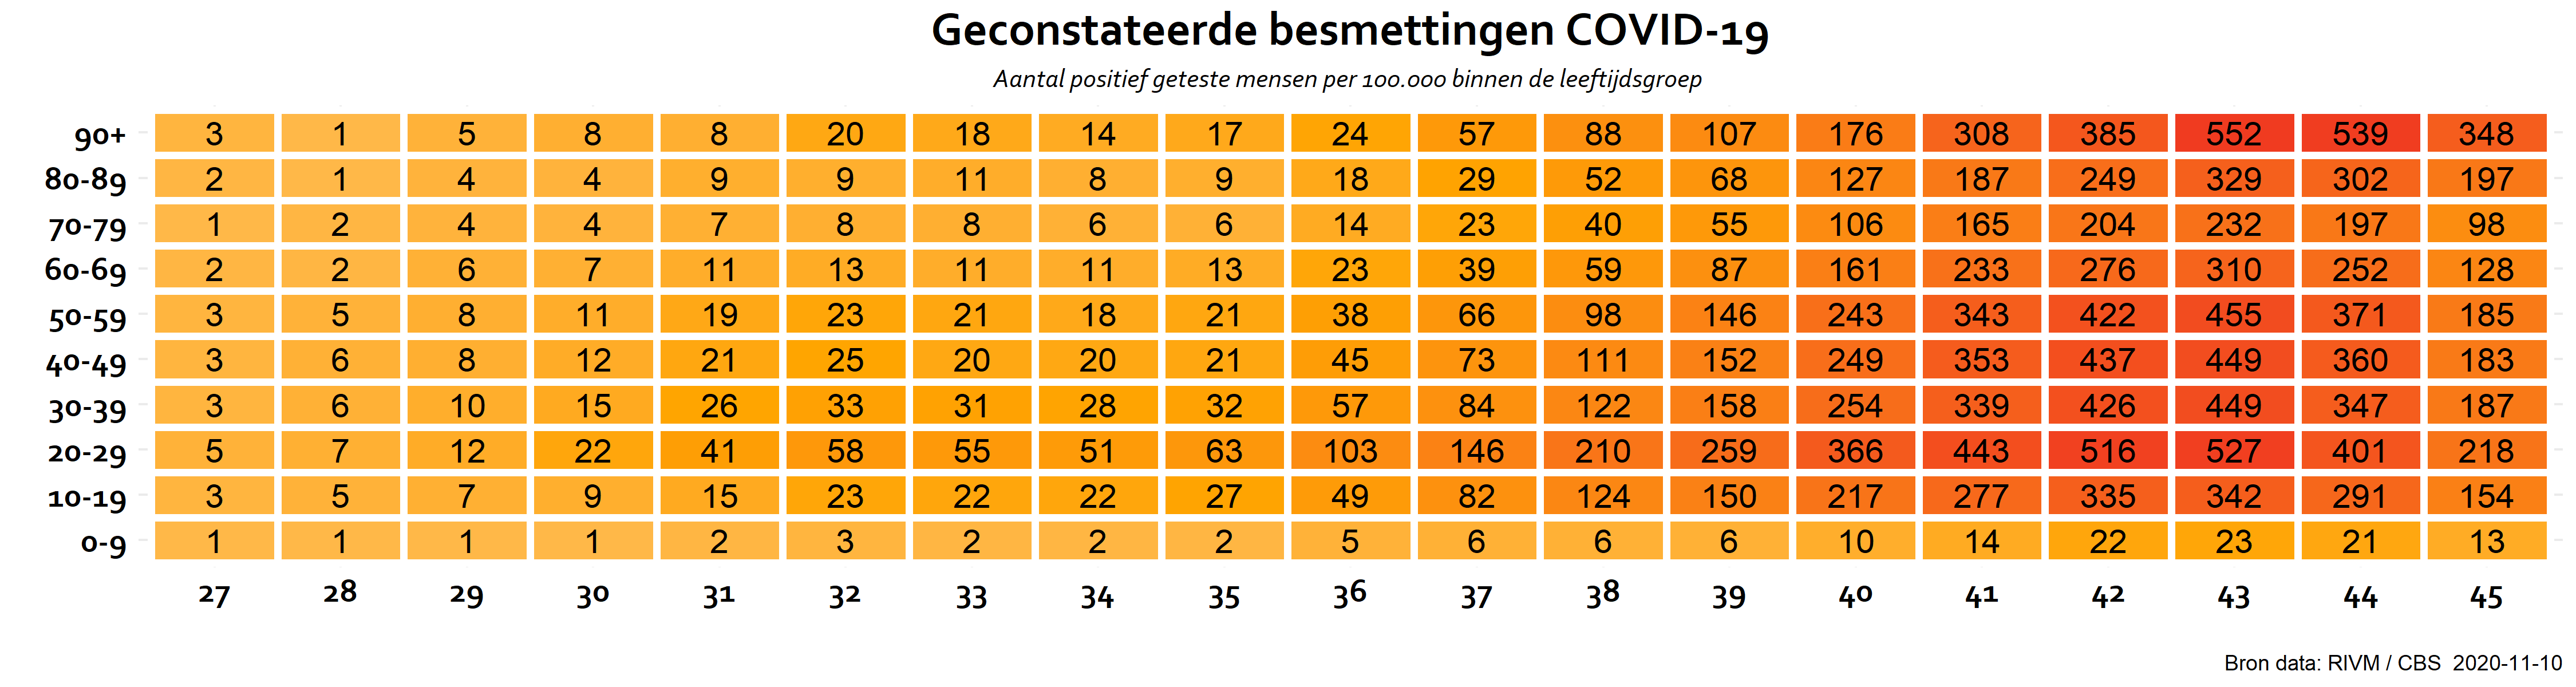 Geconstateerde besmettingen COVID-19
Aantal positief geteste mensen per 100.000 binnen de leeftijdsgroep
90+ 3 1 5 8 8 20 18 14 17 24 57 88 107 176 308 385 552 539 348
80-89 2 1 4 4 9 9 11 8 9 18 29 52 68 127 187 249 329 302 197
70-79 1 2 4 4 7 8 8 6 6 14 23 40 55 106 165 204 232 197 98
60-69 2 2 6 7 11 13 11 11 13 23 39 59 87 161 233 276 310 252 128
50-59 3 5 8 11 19 23 21 18 21 38 66 98 146 243 343 422 455 371 185
40-49 3 6 8 12 21 25 20 20 21 45 73 111 152 249 353 437 449 360 183
30-39 3 6 10 15 26 33 31 28 32 57 84 122 158 254 339 426 449 347 187
20-29 5 7 12 22 41 58 55 51 63 103 146 210 259 366 443 516 527 401 218
10-19 3 5 7 9 15 23 22 22 27 49 82 124 150 217 277 335 342 291 154
0-9 1 1 1 1 2 3 2 2 2 5 6 6 6 10 14 22 23 21 13
27 28 29 30 31 32 33 34 35 36 37 38 39 40 41 42 43 44 45
Bron data: RIVM / CBS 2020-11-10